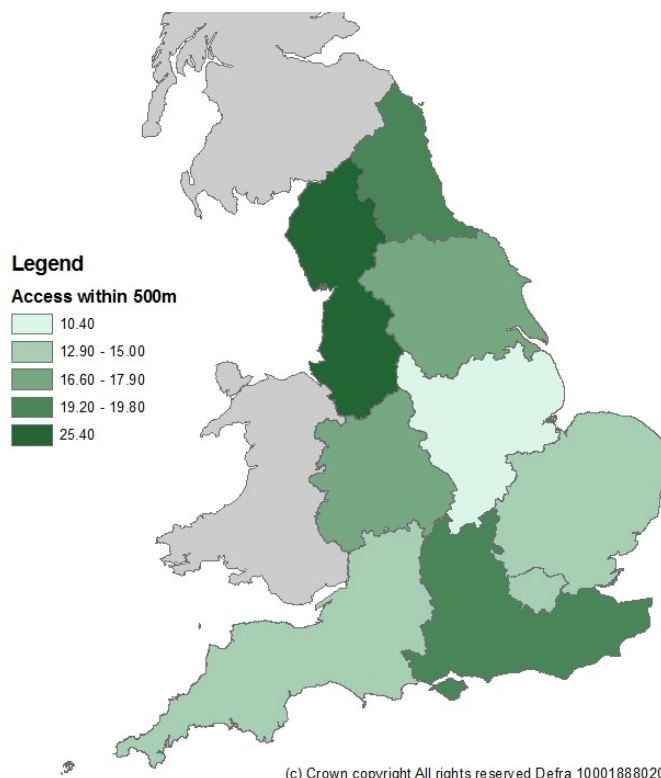 Legend
Access within 500m
10.40
12.90 - 15.00
16.60 - 17.90
19.20 - 19.80
25.40
(c) Crown copyright All rights reserved Defra 10001888020